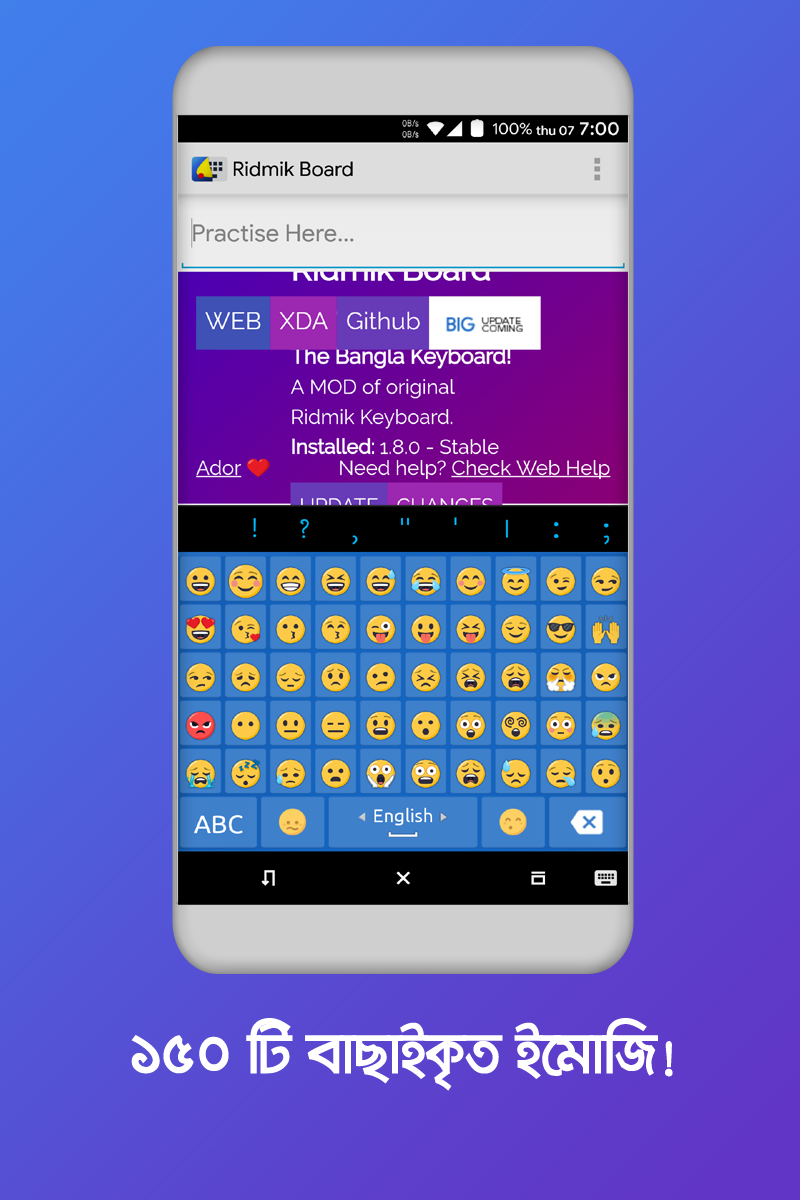 0B/s
0B/s
100% thu 07 7:00
Ridmik Board
Practise Here...
Ridmik Board
WEB XDA Github BIG UPDATE COMING
The Bangla Keyboard!
A MOD of original
Ridmik Keyboard.
Installed: 1.8.0 - Stable
Ador ❤ Need help? Check Web Help
UPDATE CHANGES
! ? , " ' | : ;
ABC English
১৫০ টি বাছাইকৃত ইমোজি!